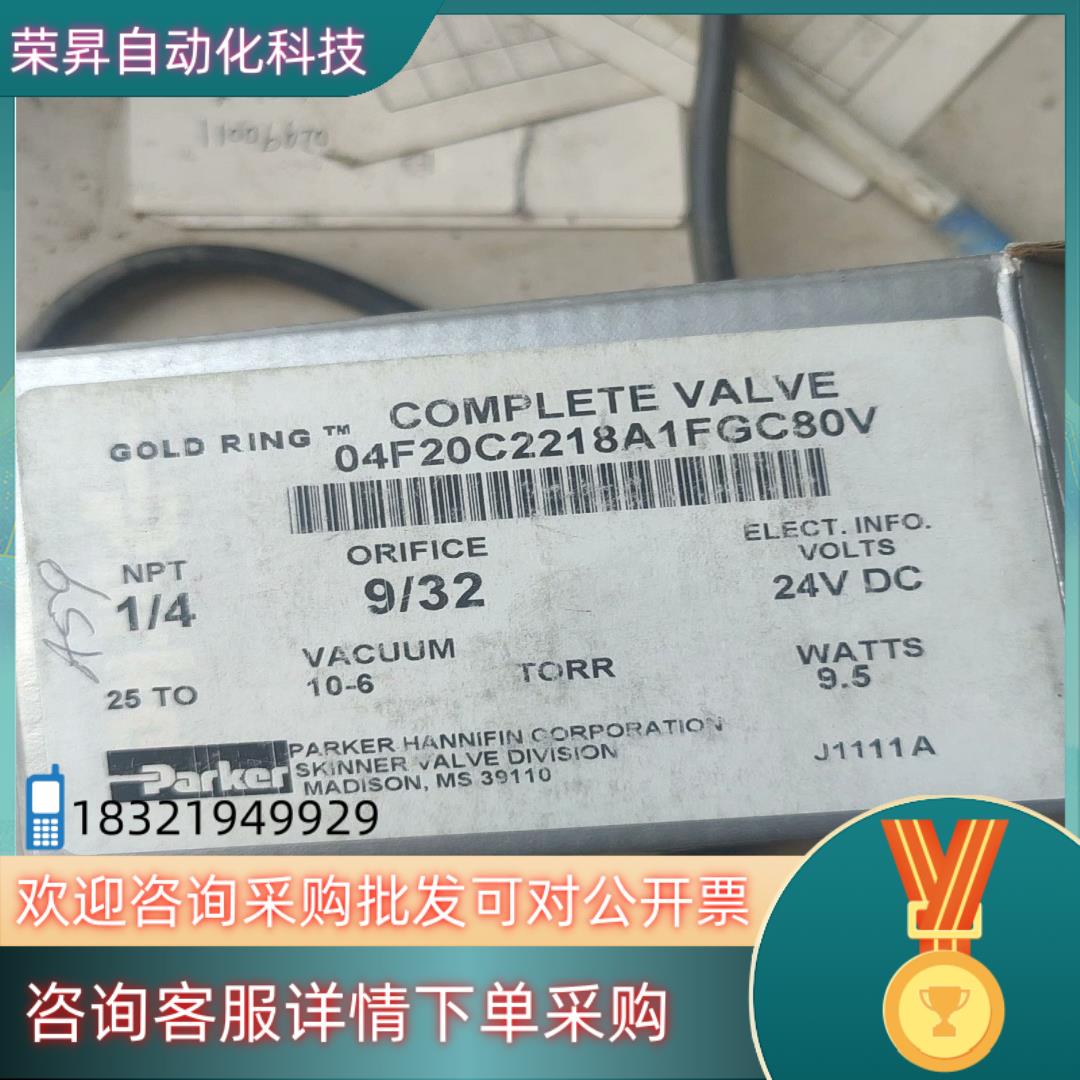 荣昇自动化科技
11006620
COMPLETE VALVE
GOLD RING ™ 04F20C2218A1FGC80V
NPT
1/4
ORIFICE
9/32
ELECT. INFO.
VOLTS
24V DC
A59
25 TO
VACUUM
10-6
TORR
WATTS
9.5
Parker
PARKER HANNIFIN CORPORATION
SKINNER VALVE DIVISION
MADISON, MS 39110
J1111A
18321949929
欢迎咨询采购批发可对公开票
咨询客服详情下单采购